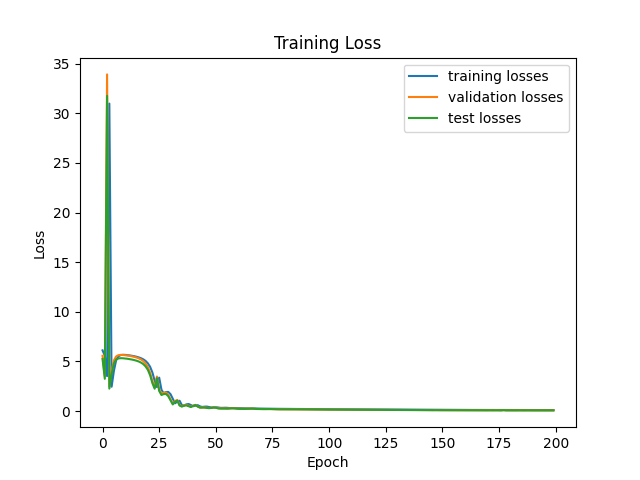 Training Loss
training losses
validation losses
test losses
35
30
25
20
15
10
5
0
Loss
0 25 50 75 100 125 150 175 200
Epoch